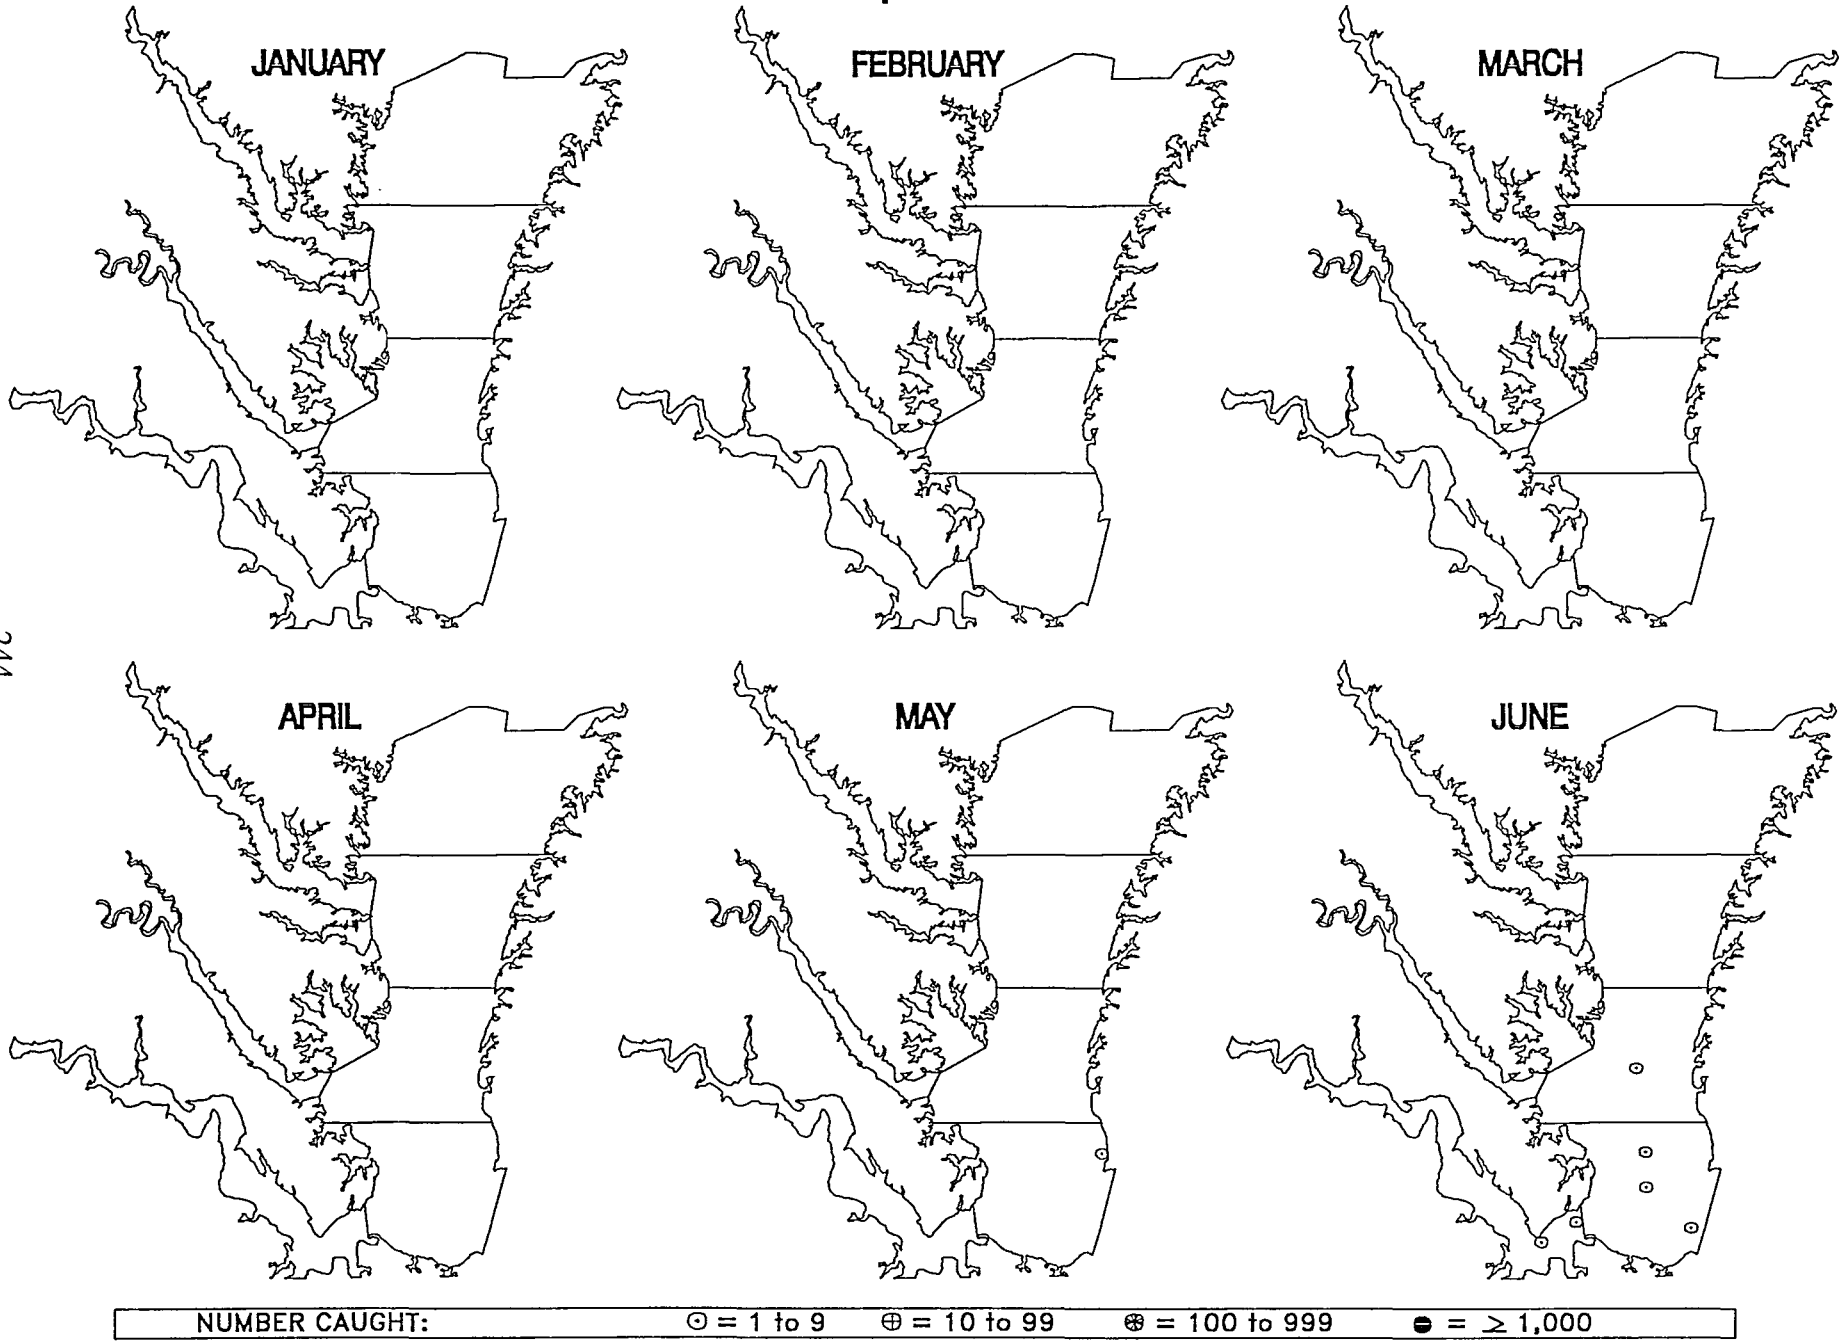 JANUARY
FEBRUARY
MARCH
APRIL
MAY
JUNE
NUMBER CAUGHT: ⊙ = 1 to 9 ⊕ = 10 to 99 ⊛ = 100 to 999 ● = ≥ 1,000